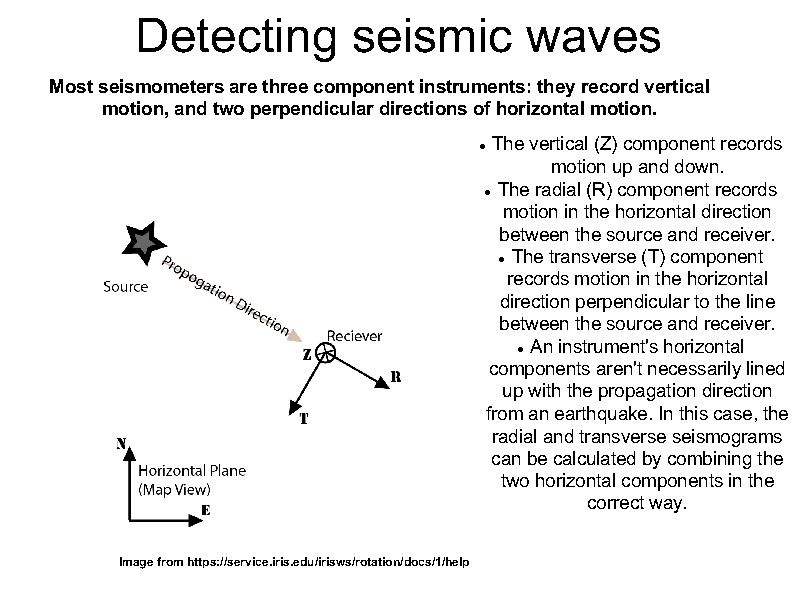 Detecting seismic waves
Most seismometers are three component instruments: they record vertical
motion, and two perpendicular directions of horizontal motion.
● The vertical (Z) component records
motion up and down.
● The radial (R) component records
motion in the horizontal direction
between the source and receiver.
● The transverse (T) component
records motion in the horizontal
direction perpendicular to the line
between the source and receiver.
● An instrument's horizontal
components aren't necessarily lined
up with the propagation direction
from an earthquake. In this case, the
radial and transverse seismograms
can be calculated by combining the
two horizontal components in the
correct way.
Source
Propogation Direction
Reciever
Z
R
T
N
Horizontal Plane
(Map View)
E
Image from https://service.iris.edu/irisws/rotation/docs/1/help